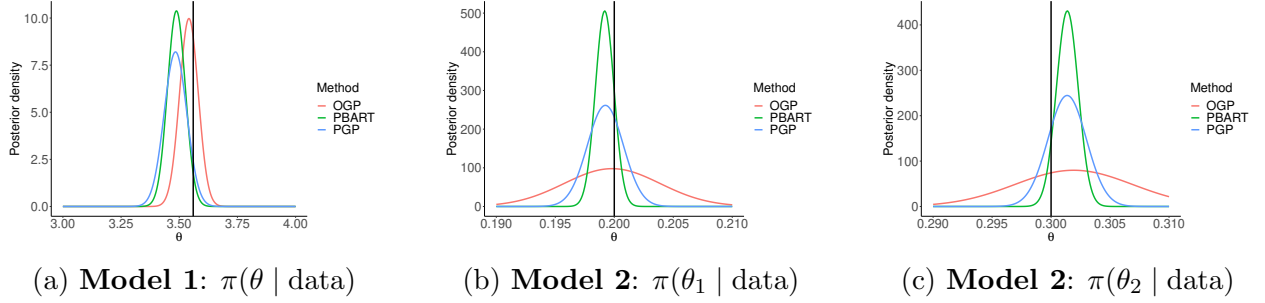 10.0
7.5
5.0
2.5
0.0
Posterior density
3.00 3.25 3.50 3.75 4.00
θ
Method
OGP
PBART
PGP
(a) Model 1: π(θ | data)
500
400
300
200
100
0
Posterior density
0.190 0.195 0.200 0.205 0.210
θ
Method
OGP
PBART
PGP
(b) Model 2: π(θ₁ | data)
400
300
200
100
0
Posterior density
0.290 0.295 0.300 0.305 0.310
θ
Method
OGP
PBART
PGP
(c) Model 2: π(θ₂ | data)